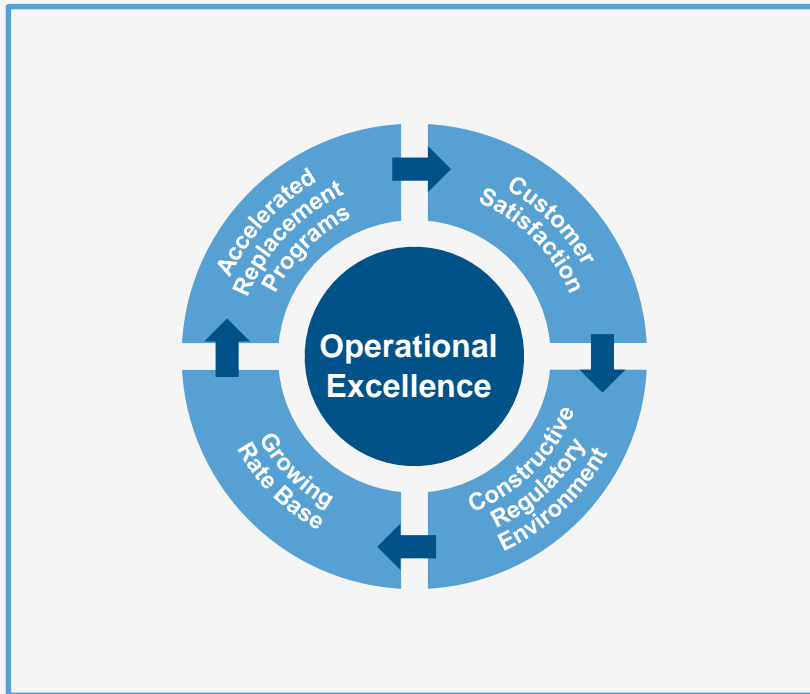 Accelerated
Replacement
Programs
Customer
Satisfaction
Operational
Excellence
Growing
Rate Base
Constructive
Regulatory
Environment